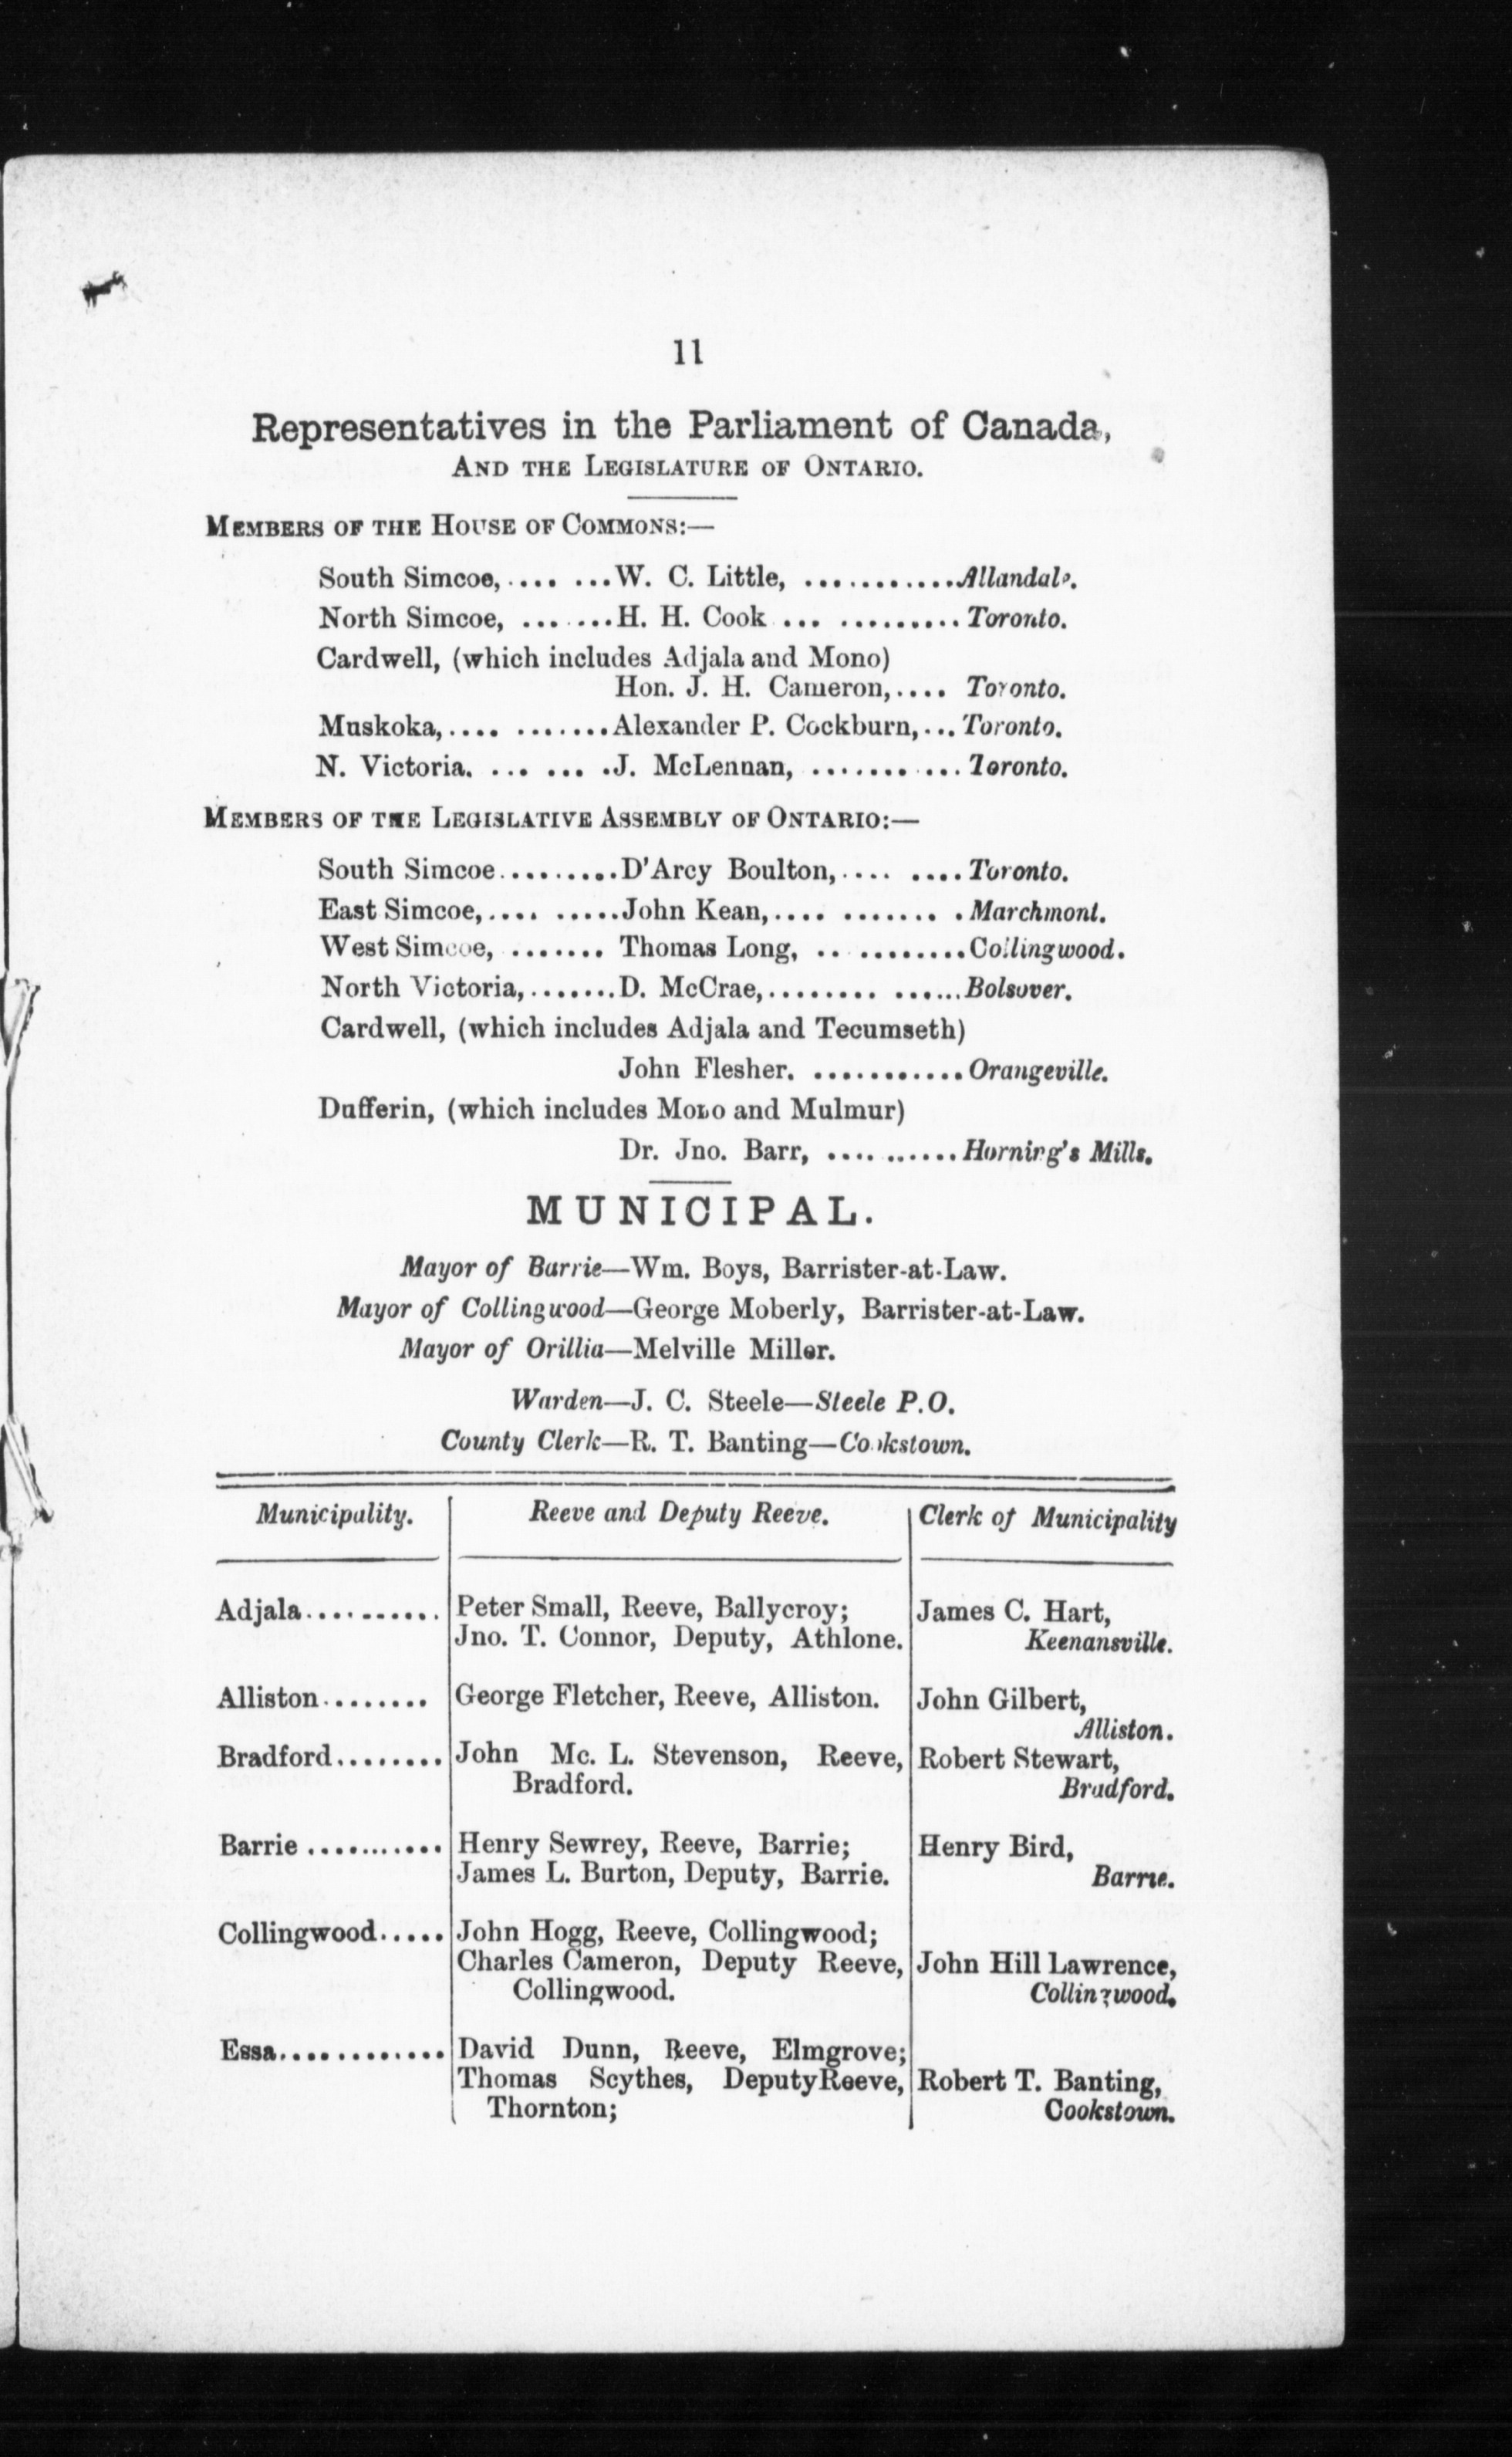 11
Representatives in the Parliament of Canada,
AND THE LEGISLATURE OF ONTARIO.
MEMBERS OF THE HOUSE OF COMMONS:—
South Simcoe,.... ...W. C. Little, ............Allandale.
North Simcoe, .......H. H. Cook ... ..........Toronto.
Cardwell, (which includes Adjala and Mono)
Hon. J. H. Cameron,.... Toronto.
Muskoka,.... .......Alexander P. Cockburn,... Toronto.
N. Victoria. ... ... .J. McLennan, ...........Toronto.
MEMBERS OF THE LEGISLATIVE ASSEMBLY OF ONTARIO:—
South Simcoe.........D'Arcy Boulton,.... ....Toronto.
East Simcoe,.... .....John Kean,.... ....... .Marchmont.
West Simcoe, ....... Thomas Long, .. .........Collingwood.
North Victoria,.......D. McCrae,........ ......Bolsover.
Cardwell, (which includes Adjala and Tecumseth)
John Flesher. ...........Orangeville.
Dufferin, (which includes Mono and Mulmur)
Dr. Jno. Barr, .... ......Horning's Mills.
MUNICIPAL.
Mayor of Barrie—Wm. Boys, Barrister-at-Law.
Mayor of Collingwood—George Moberly, Barrister-at-Law.
Mayor of Orillia—Melville Miller.
Warden—J. C. Steele—Steele P.O.
County Clerk—R. T. Banting—Cookstown.
Municipality. Reeve and Deputy Reeve. Clerk of Municipality
Adjala........... Peter Small, Reeve, Ballycroy; James C. Hart,
Jno. T. Connor, Deputy, Athlone. Keenansville.
Alliston........ George Fletcher, Reeve, Alliston. John Gilbert,
Alliston.
Bradford........ John Mc. L. Stevenson, Reeve, Robert Stewart,
Bradford. Bradford.
Barrie ........... Henry Sewrey, Reeve, Barrie; Henry Bird,
James L. Burton, Deputy, Barrie. Barrie.
Collingwood..... John Hogg, Reeve, Collingwood;
Charles Cameron, Deputy Reeve, John Hill Lawrence,
Collingwood. Collingwood.
Essa............. David Dunn, Reeve, Elmgrove;
Thomas Scythes, DeputyReeve, Robert T. Banting,
Thornton; Cookstown.